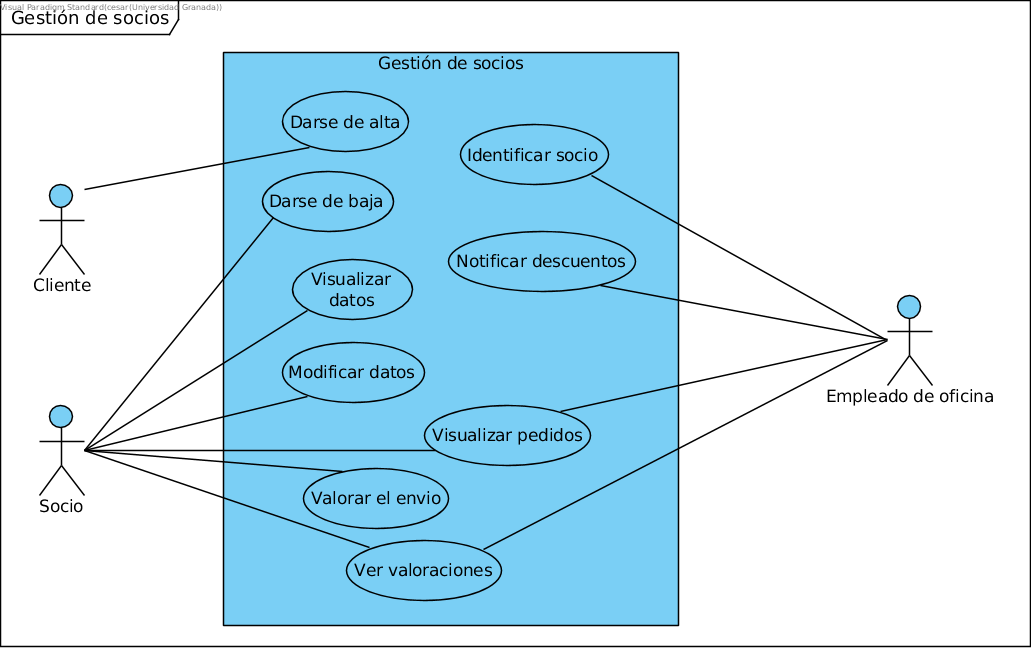 Visual Paradigm Standard(cesar(Universidad Granada))
Gestión de socios
Gestión de socios
Darse de alta
Identificar socio
Darse de baja
Notificar descuentos
Visualizar
datos
Cliente
Modificar datos
Empleado de oficina
Visualizar pedidos
Valorar el envio
Socio
Ver valoraciones